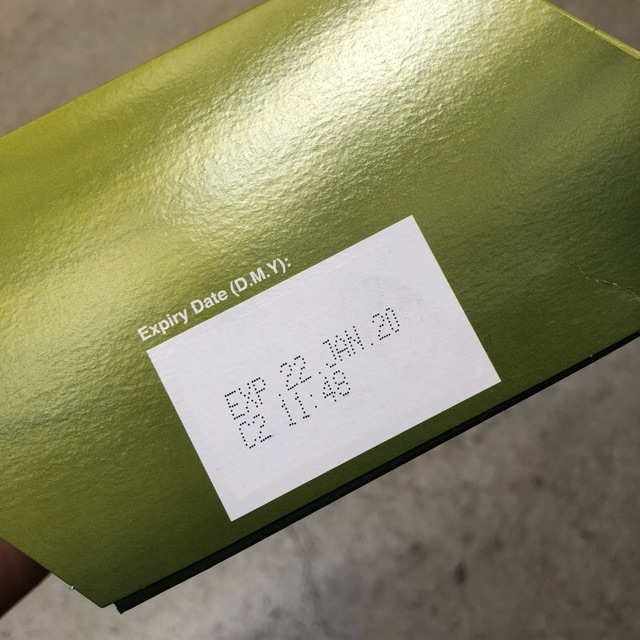 Expiry Date (D.M.Y):
EXP 22 JAN.20
C2 11:48